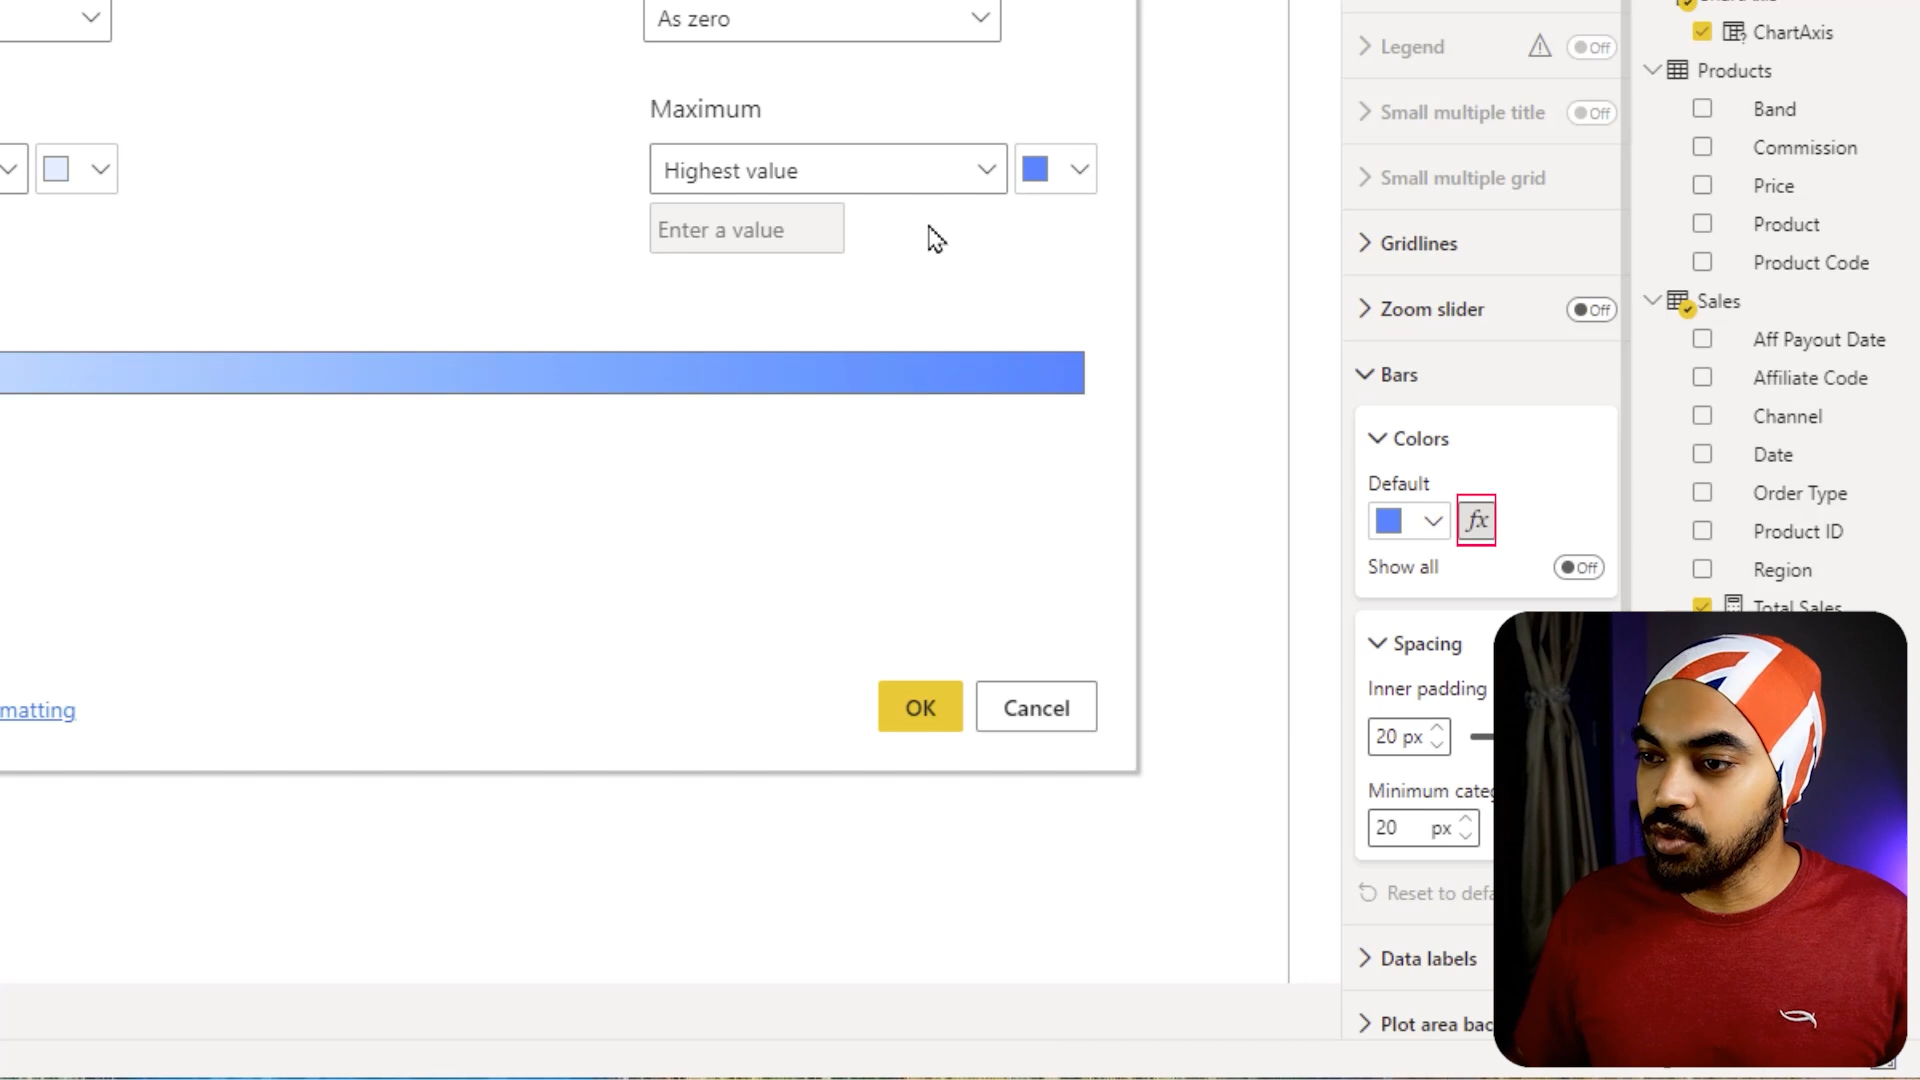 As zero
Maximum
Highest value
Enter a value
matting
OK
Cancel
Legend
Off
Small multiple title
Off
Small multiple grid
Gridlines
Zoom slider
Off
Bars
Colors
Default
fx
Show all
Off
Spacing
Inner padding
20 px
Minimum categ
20 px
Reset to defa
Data labels
Plot area bac
ChartAxis
ChartAxis
Products
Band
Commission
Price
Product
Product Code
Sales
Aff Payout Date
Affiliate Code
Channel
Date
Order Type
Product ID
Region
Total Sales